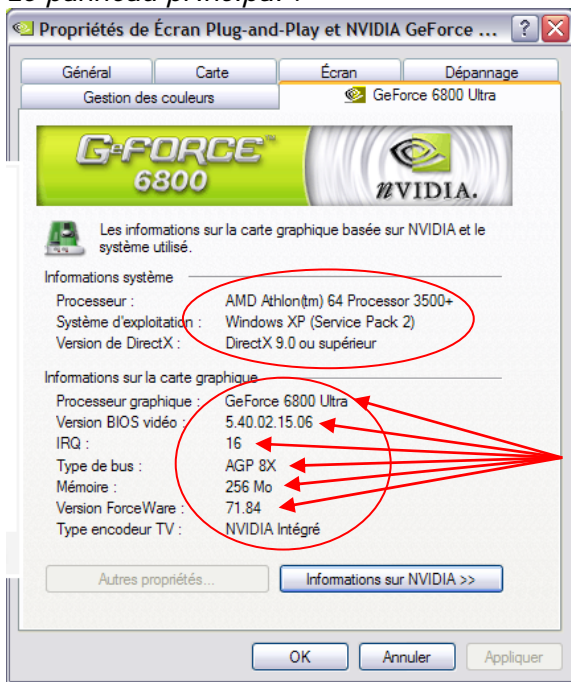 Le panneau principal :
Propriétés de Écran Plug-and-Play et NVIDIA GeForce ...
Général Carte Écran Dépannage
Gestion des couleurs GeForce 6800 Ultra
GeFORCE™
6800
NVIDIA.
Les informations sur la carte graphique basée sur NVIDIA et le
système utilisé.
Informations système
Processeur : AMD Athlon(tm) 64 Processor 3500+
Système d'exploitation : Windows XP (Service Pack 2)
Version de DirectX : DirectX 9.0 ou supérieur
Informations sur la carte graphique
Processeur graphique : GeForce 6800 Ultra
Version BIOS vidéo : 5.40.02.15.06
IRQ : 16
Type de bus : AGP 8X
Mémoire : 256 Mo
Version ForceWare : 71.84
Type encodeur TV : NVIDIA Intégré
Autres propriétés... Informations sur NVIDIA >>
OK Annuler Appliquer